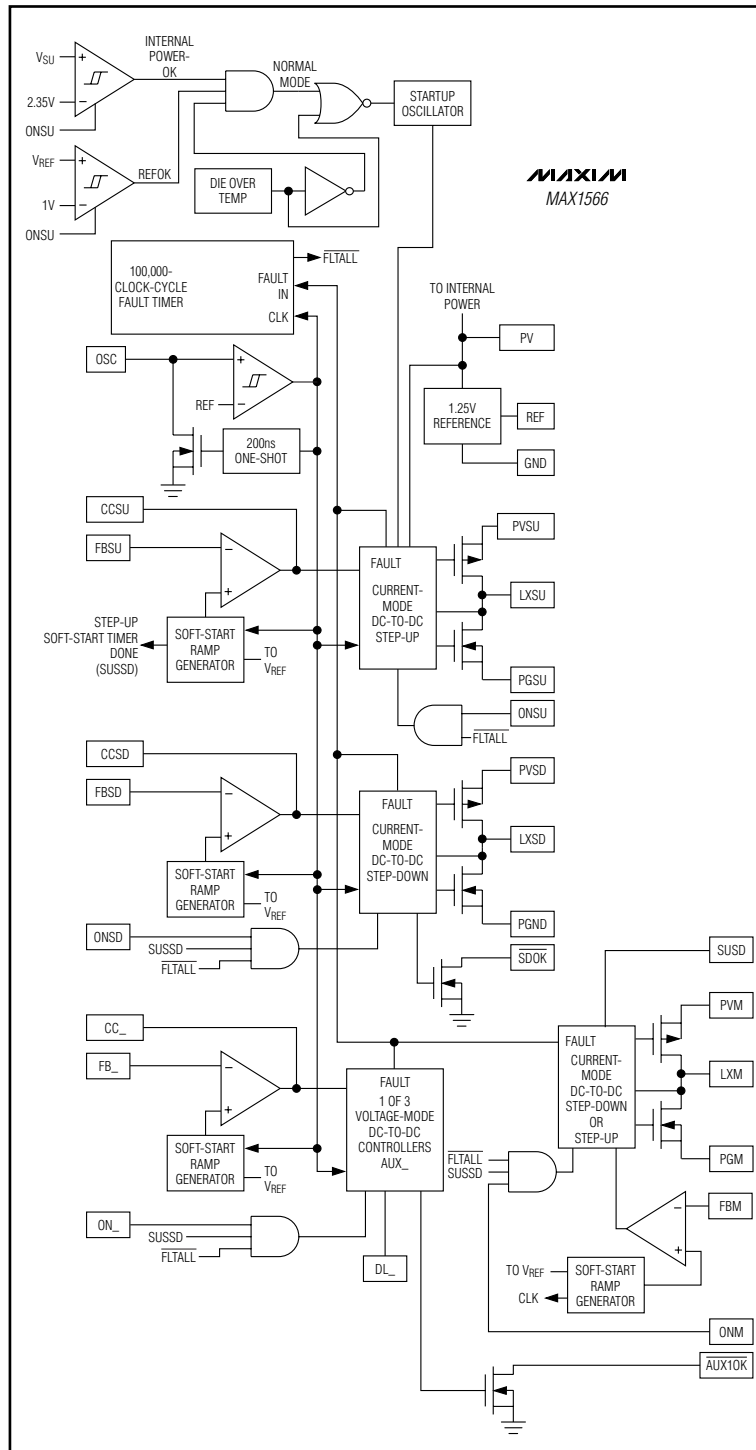 VSU
2.35V
ONSU
INTERNAL
POWER-
OK
NORMAL
MODE
STARTUP
OSCILLATOR
VREF
1V
ONSU
REFOK
DIE OVER
TEMP
MAXIM
MAX1566
100,000-
CLOCK-CYCLE
FAULT TIMER
FAULT
IN
CLK
FLTALL
TO INTERNAL
POWER
PV
1.25V
REFERENCE
REF
GND
OSC
REF
200ns
ONE-SHOT
CCSU
FBSU
STEP-UP
SOFT-START TIMER
DONE
(SUSSD)
SOFT-START
RAMP
GENERATOR
TO
VREF
FAULT
CURRENT-
MODE
DC-TO-DC
STEP-UP
PVSU
LXSU
PGSU
ONSU
FLTALL
CCSD
FBSD
SOFT-START
RAMP
GENERATOR
TO
VREF
ONSD
SUSSD
FLTALL
FAULT
CURRENT-
MODE
DC-TO-DC
STEP-DOWN
PVSD
LXSD
PGND
SDOK
CC_
FB_
SOFT-START
RAMP
GENERATOR
TO
VREF
ON_
SUSSD
FLTALL
FAULT
1 OF 3
VOLTAGE-MODE
DC-TO-DC
CONTROLLERS
AUX_
DL_
SUSD
FAULT
CURRENT-
MODE
DC-TO-DC
STEP-DOWN
OR
STEP-UP
PVM
LXM
PGM
FLTALL
SUSSD
FBM
TO VREF
CLK
SOFT-START
RAMP
GENERATOR
ONM
AUX1OK